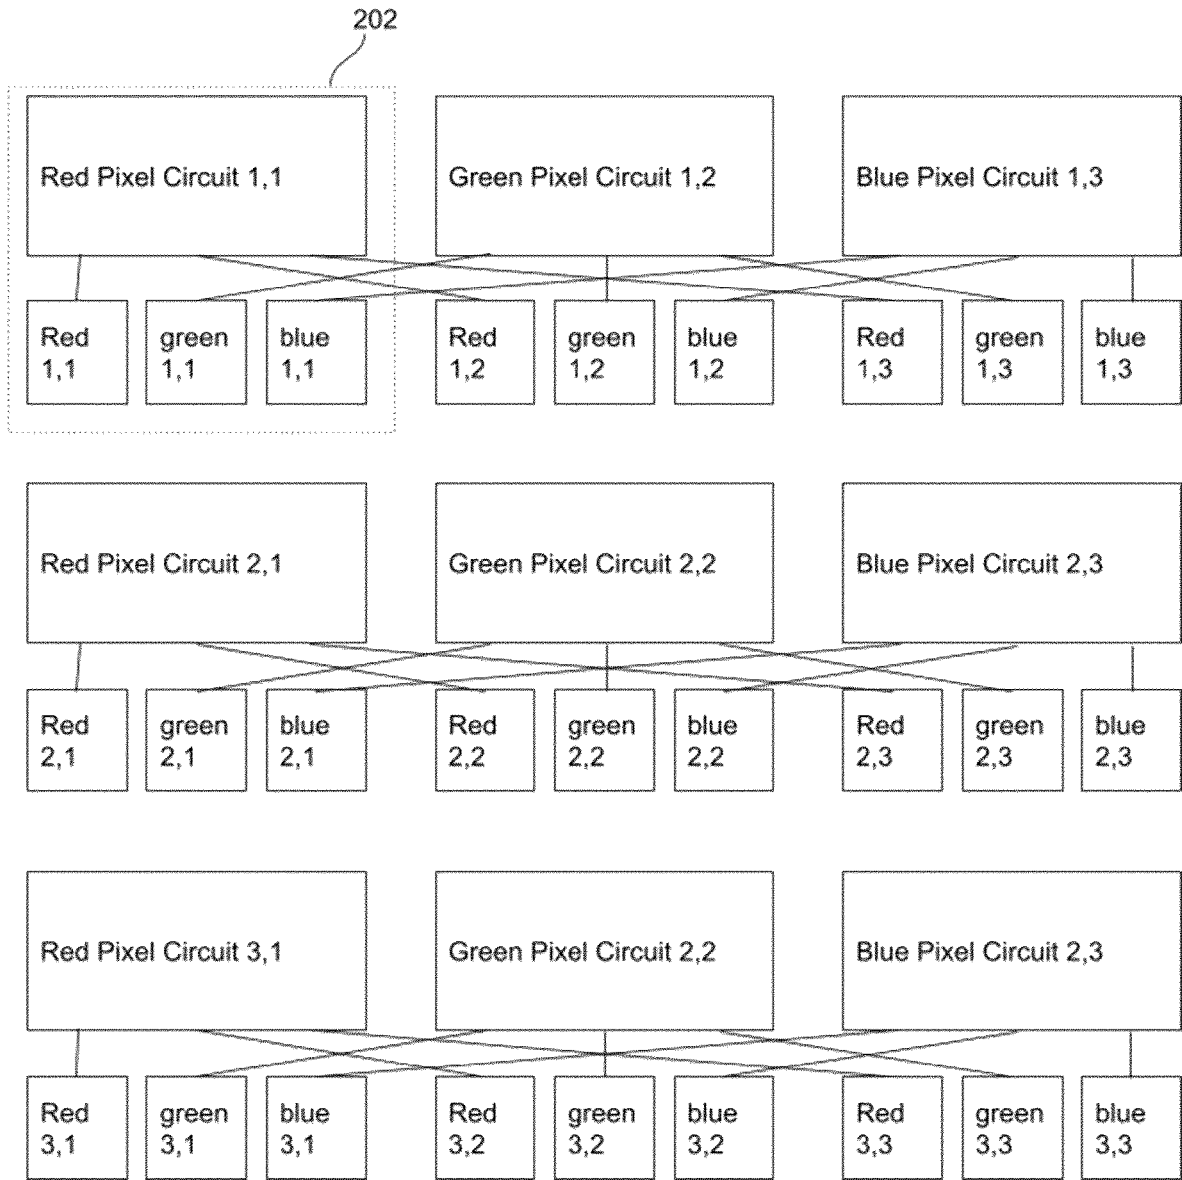 202
Red Pixel Circuit 1,1
Green Pixel Circuit 1,2
Blue Pixel Circuit 1,3
Red
1,1
green
1,1
blue
1,1
Red
1,2
green
1,2
blue
1,2
Red
1,3
green
1,3
blue
1,3
Red Pixel Circuit 2,1
Green Pixel Circuit 2,2
Blue Pixel Circuit 2,3
Red
2,1
green
2,1
blue
2,1
Red
2,2
green
2,2
blue
2,2
Red
2,3
green
2,3
blue
2,3
Red Pixel Circuit 3,1
Green Pixel Circuit 2,2
Blue Pixel Circuit 2,3
Red
3,1
green
3,1
blue
3,1
Red
3,2
green
3,2
blue
3,2
Red
3,3
green
3,3
blue
3,3